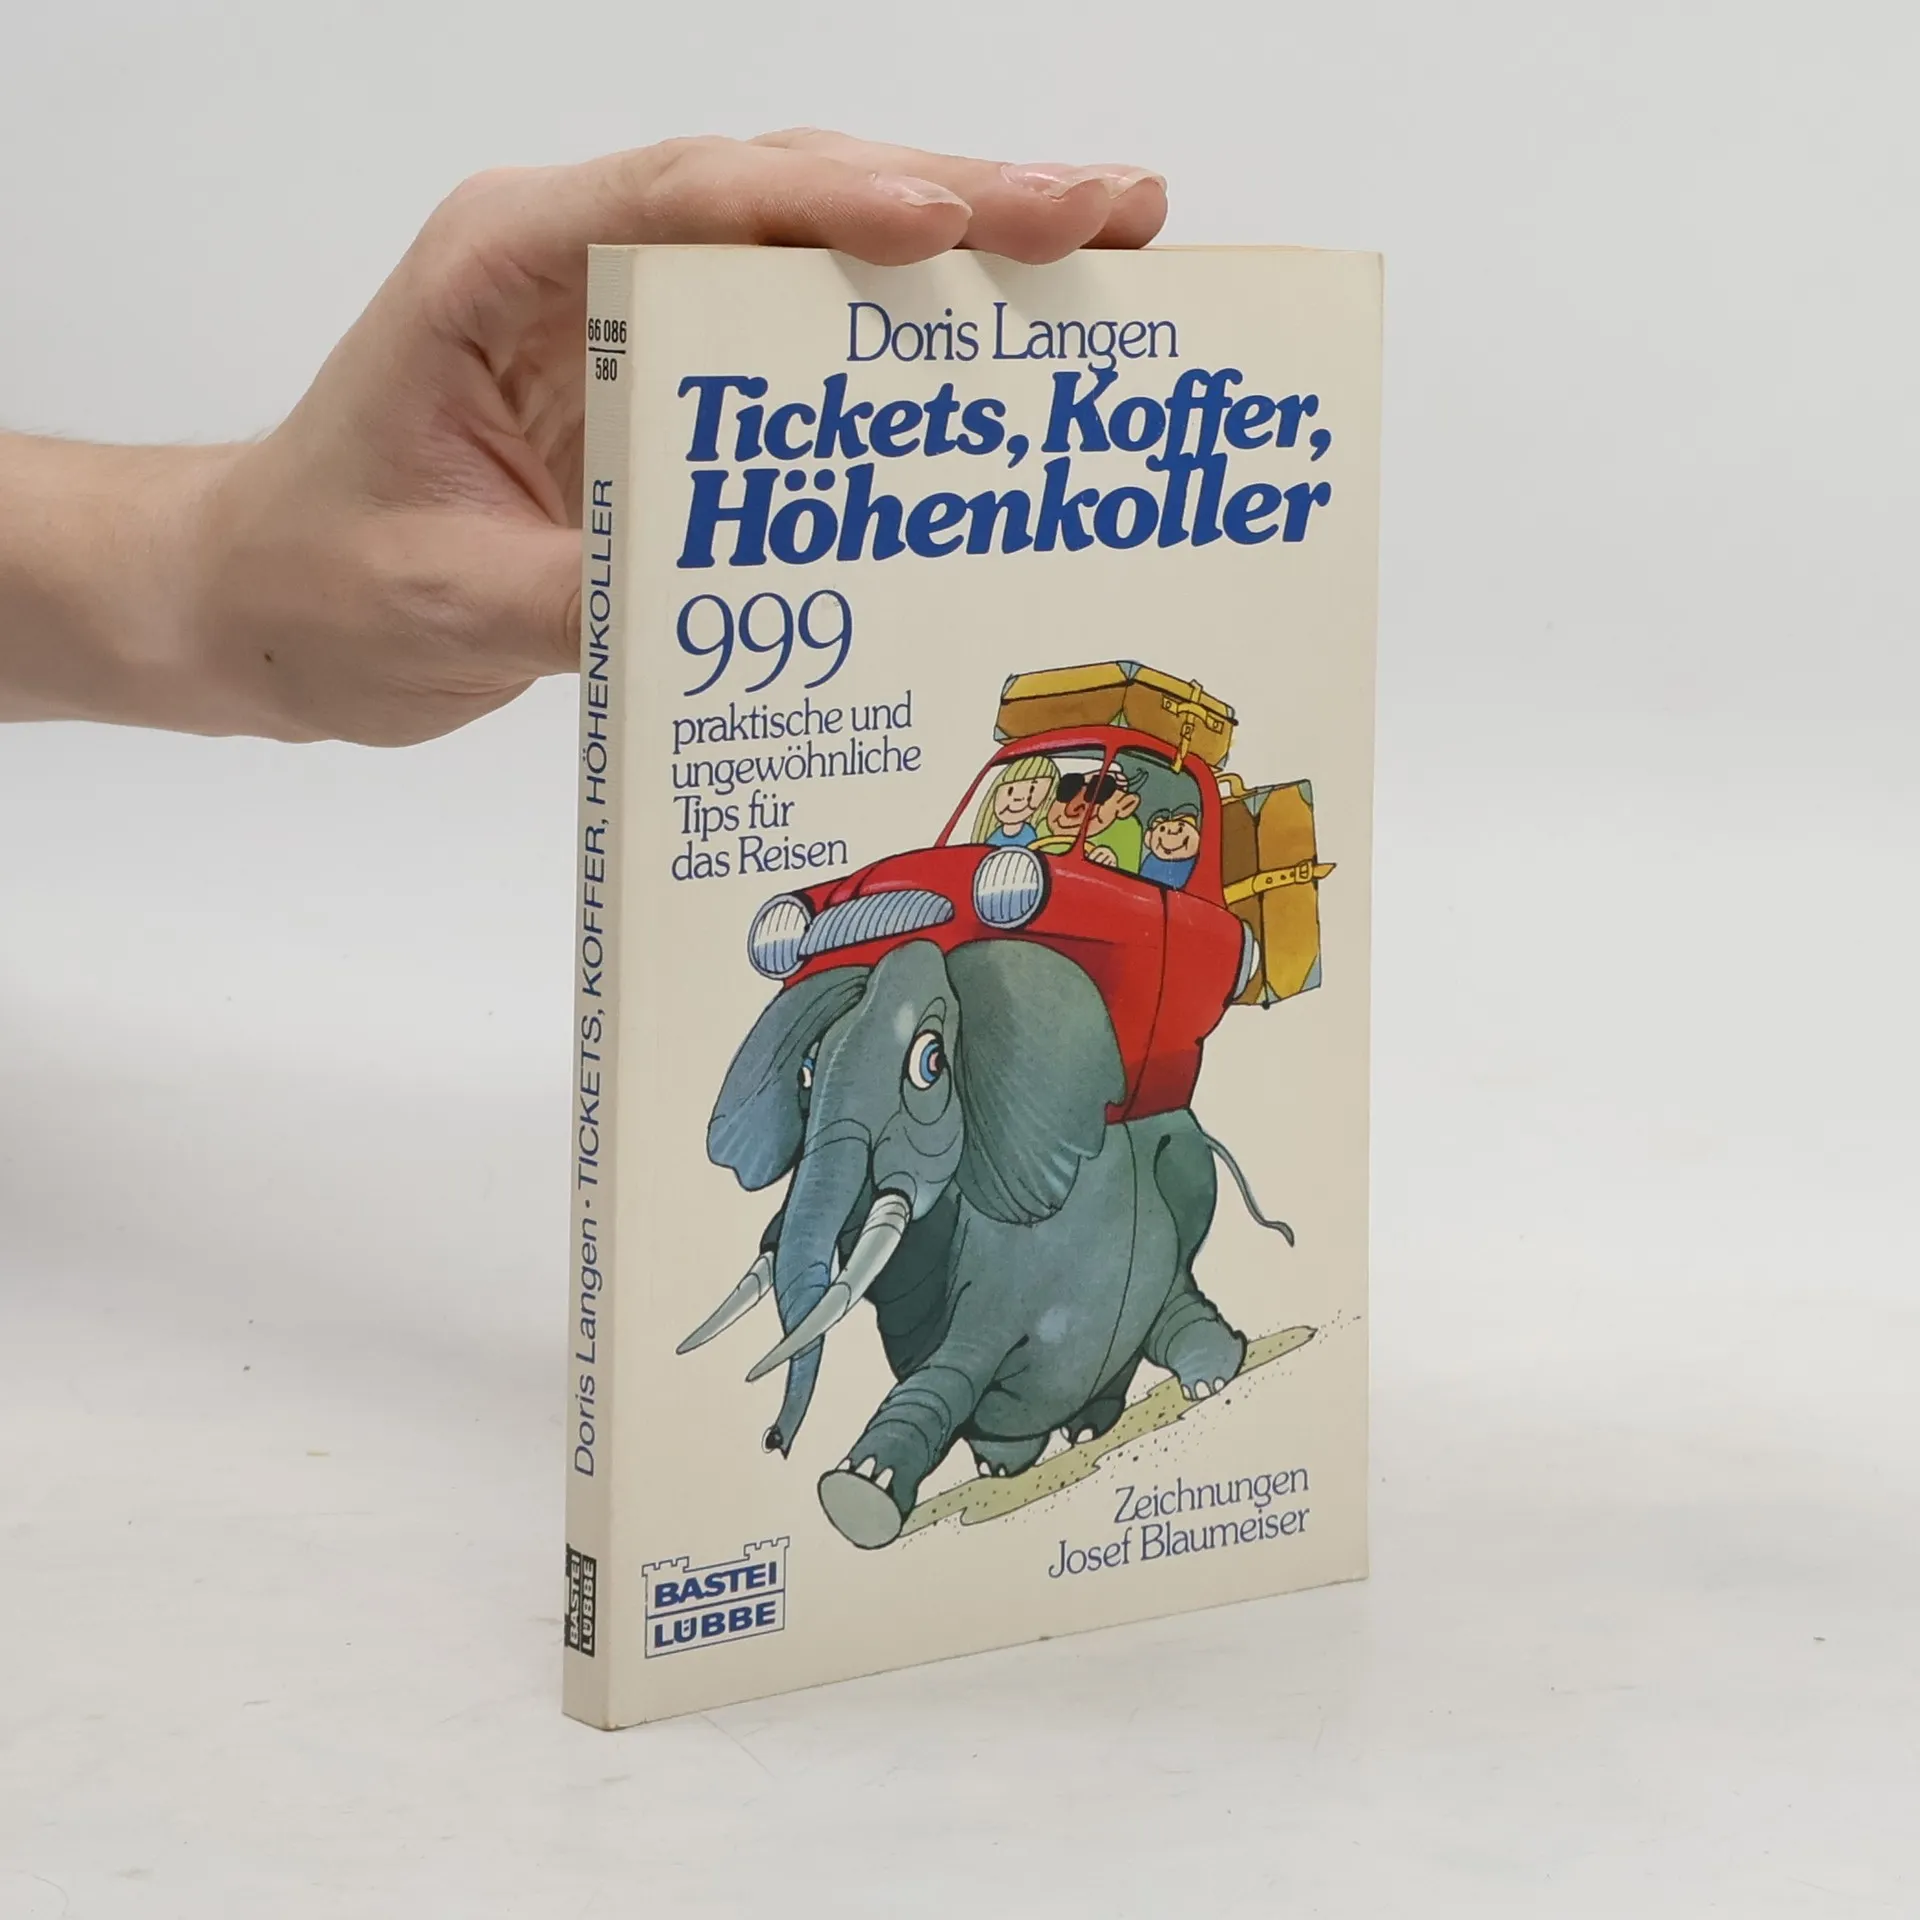 66 086
580
Doris Langen · TICKETS, KOFFER, HÖHENKOLLER
BASTEI
LÜBBE
Doris Langen
Tickets, Koffer,
Höhenkoller
999
praktische und
ungewöhnliche
Tips für
das Reisen
Zeichnungen
Josef Blaumeiser
BASTEI
LÜBBE